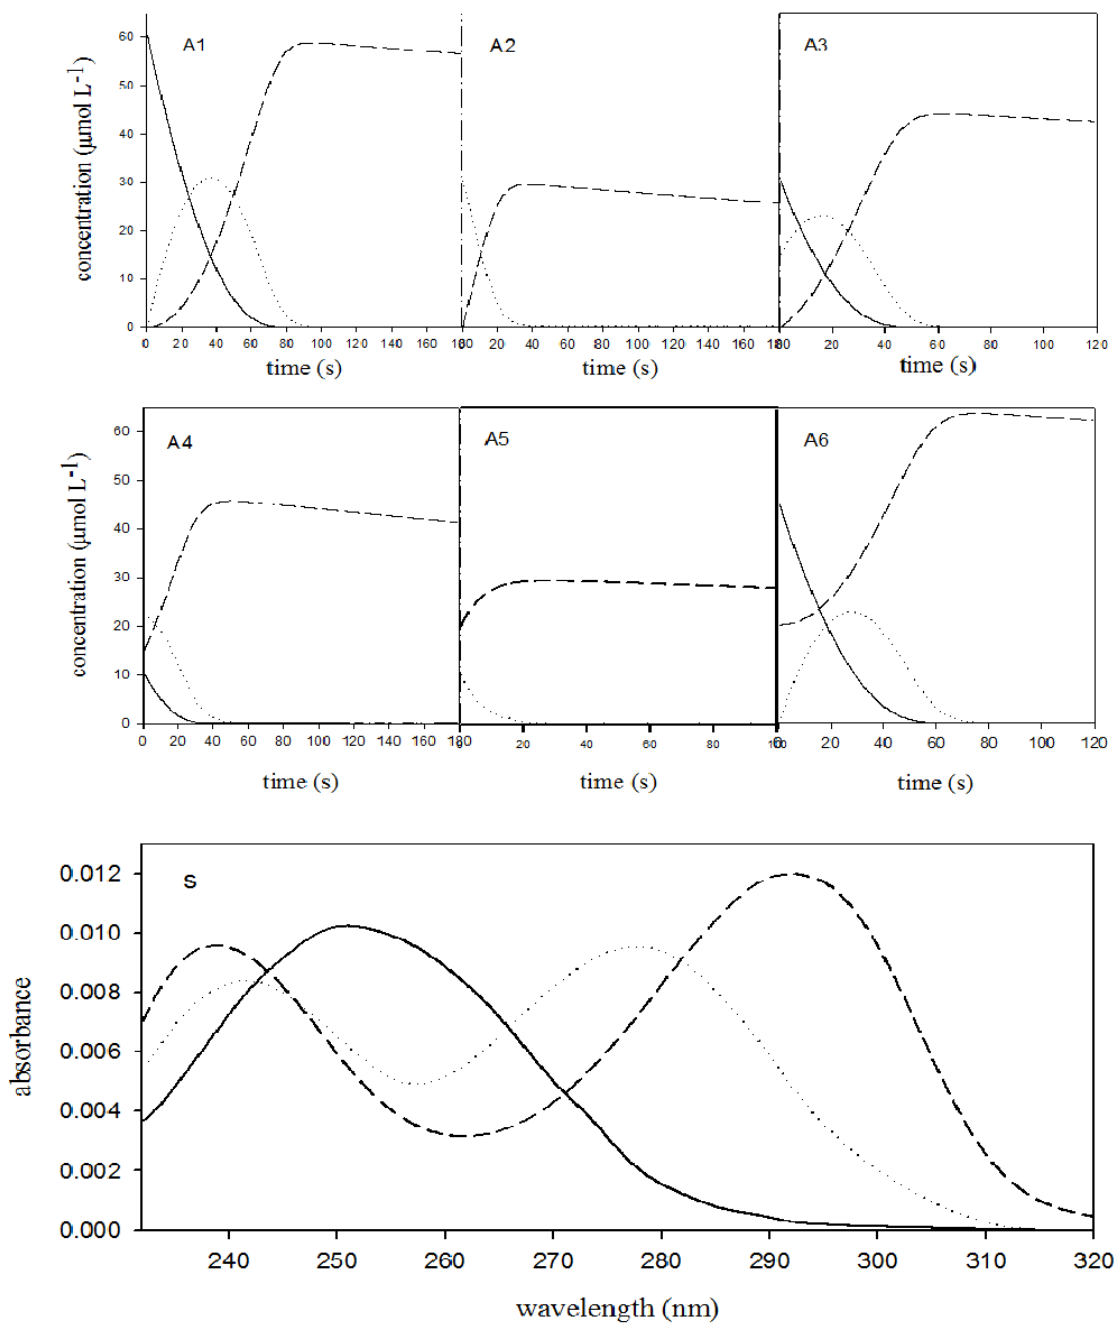 A1 A2 A3
60
50
40
30
20
10
0
concentration (µmol L⁻¹)
0 20 40 60 80 100 120 140 160 0 20 40 60 80 100 120 140 160 20 40 60 80 100 120
time (s) time (s) time (s)
A4 A5 A6
60
50
40
30
20
10
0
concentration (µmol L⁻¹)
0 20 40 60 80 100 120 140 160 20 40 60 80 20 40 60 80 100 120
time (s) time (s) time (s)
S
0.012
0.010
0.008
0.006
0.004
0.002
0.000
absorbance
240 250 260 270 280 290 300 310 320
wavelength (nm)